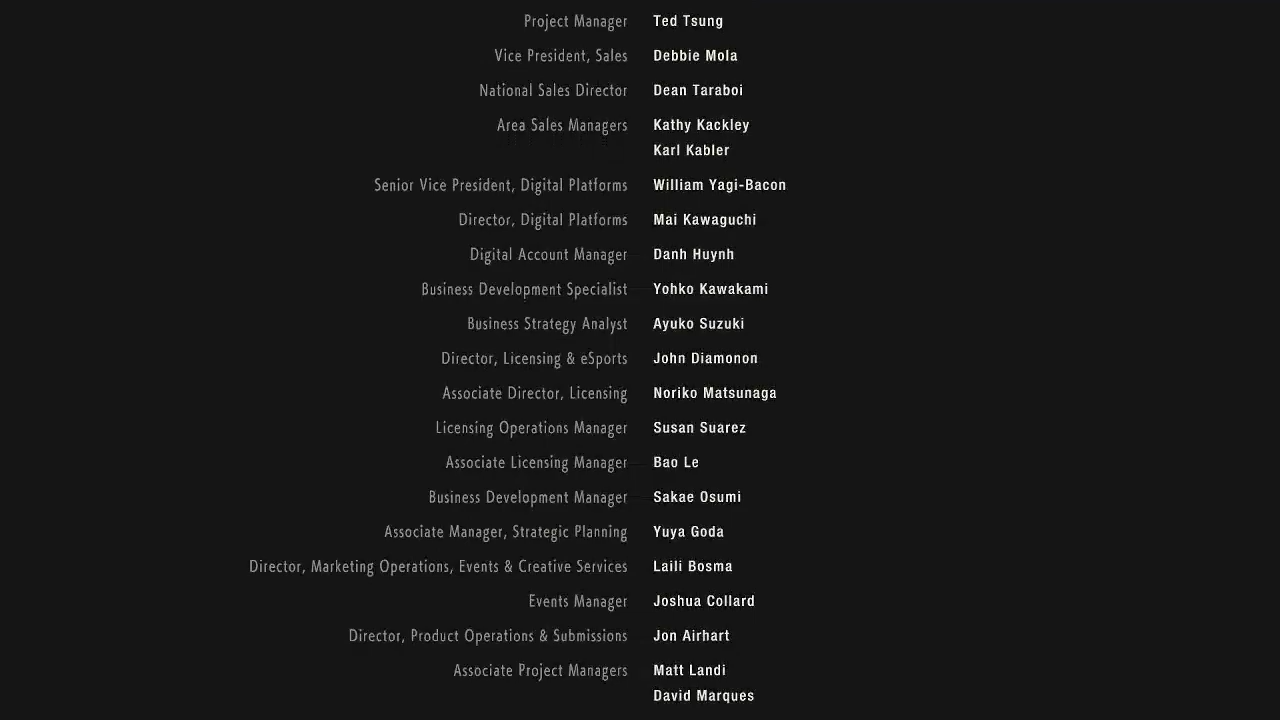 Project Manager Ted Tsung
Vice President, Sales Debbie Mola
National Sales Director Dean Taraboi
Area Sales Managers Kathy Kackley
Karl Kabler
Senior Vice President, Digital Platforms William Yagi-Bacon
Director, Digital Platforms Mai Kawaguchi
Digital Account Manager Danh Huynh
Business Development Specialist Yohko Kawakami
Business Strategy Analyst Ayuko Suzuki
Director, Licensing & eSports John Diamonon
Associate Director, Licensing Noriko Matsunaga
Licensing Operations Manager Susan Suarez
Associate Licensing Manager Bao Le
Business Development Manager Sakae Osumi
Associate Manager, Strategic Planning Yuya Goda
Director, Marketing Operations, Events & Creative Services Laili Bosma
Events Manager Joshua Collard
Director, Product Operations & Submissions Jon Airhart
Associate Project Managers Matt Landi
David Marques